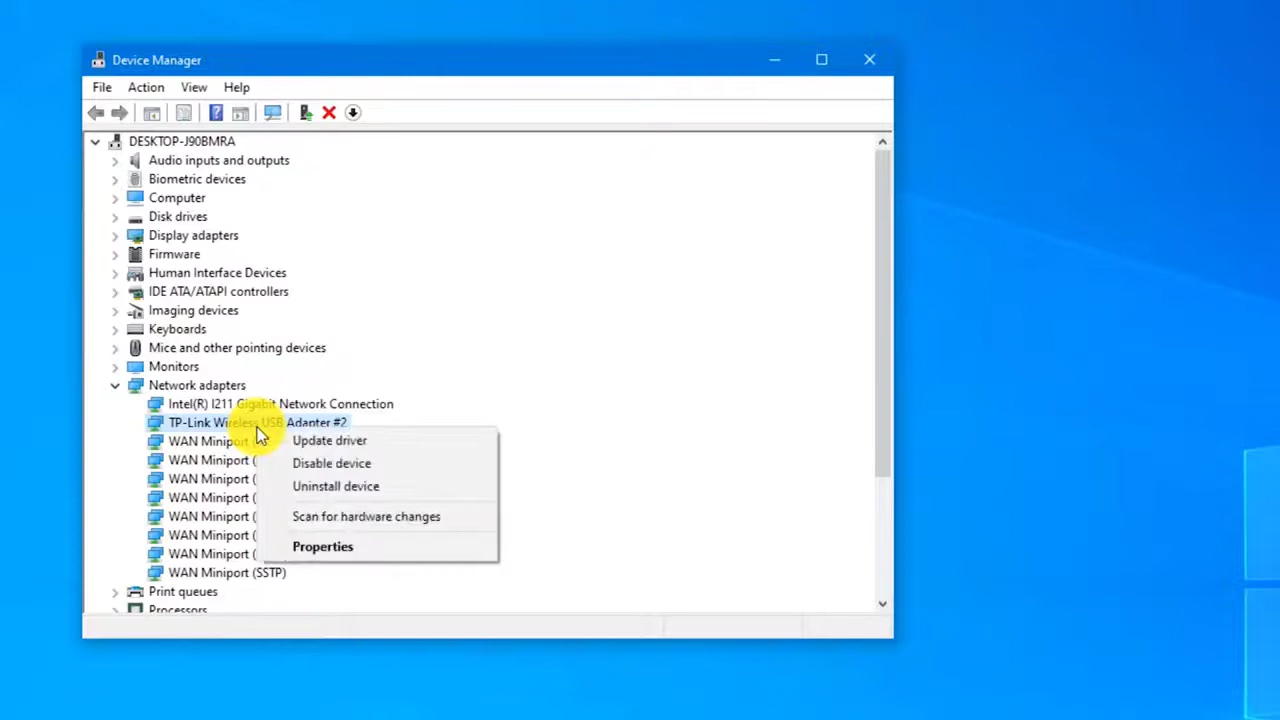 Device Manager
File Action View Help
DESKTOP-J90BMRA
Audio inputs and outputs
Biometric devices
Computer
Disk drives
Display adapters
Firmware
Human Interface Devices
IDE ATA/ATAPI controllers
Imaging devices
Keyboards
Mice and other pointing devices
Monitors
Network adapters
Intel(R) I211 Gigabit Network Connection
TP-Link Wireless USB Adapter #2
WAN Miniport
WAN Miniport (
WAN Miniport (
WAN Miniport (
WAN Miniport (
WAN Miniport (
WAN Miniport (
WAN Miniport (SSTP)
Print queues
Processors
Update driver
Disable device
Uninstall device
Scan for hardware changes
Properties